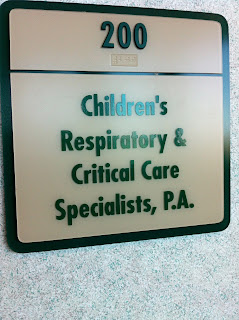 200
Children's
Respiratory &
Critical Care
Specialists, P.A.